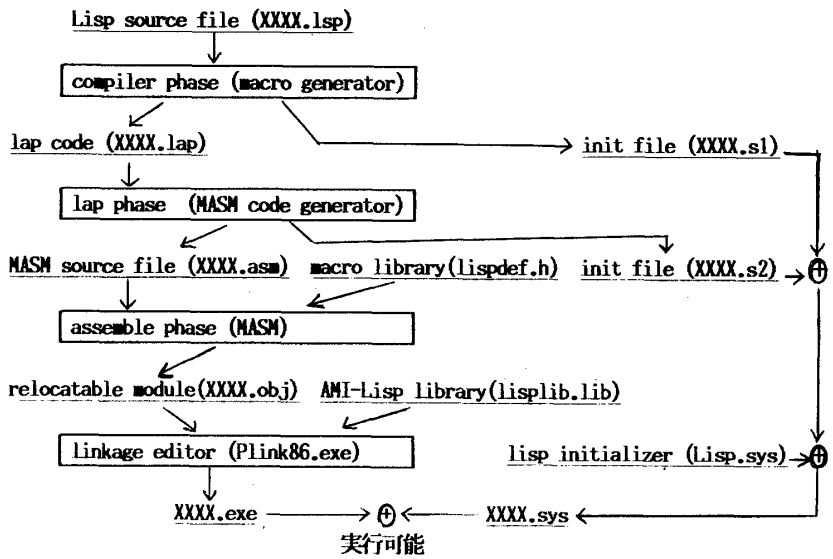 Lisp source file (XXXX.lsp)
compiler phase (macro generator)
lap code (XXXX.lap)
init file (XXXX.s1)
lap phase (MASM code generator)
MASM source file (XXXX.asm)
macro library(lispdef.h)
init file (XXXX.s2)
assemble phase (MASM)
relocatable module(XXXX.obj)
AMI-Lisp library(lisplib.lib)
linkage editor (Plink86.exe)
lisp initializer (Lisp.sys)
XXXX.exe
XXXX.sys
実行可能